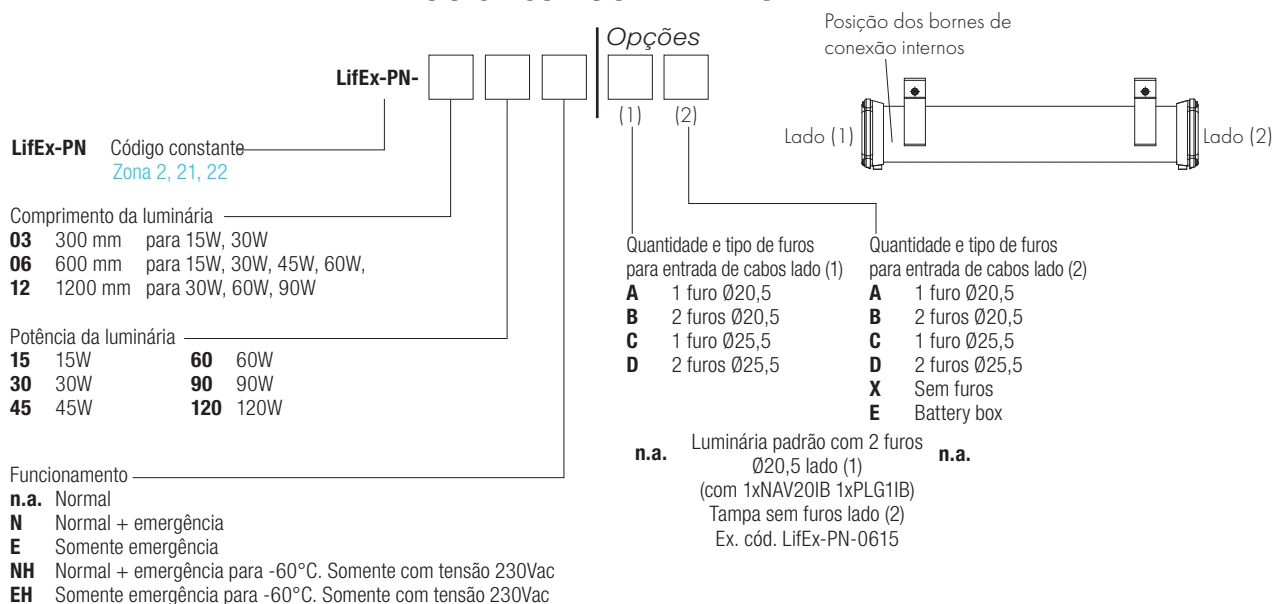 Opções
Posição dos bornes de
conexão internos
LifEx-PN-
(1) (2)
Lado (1)
Lado (2)
LifEx-PN Código constante
Zona 2, 21, 22
Comprimento da luminária
03 300 mm para 15W, 30W
06 600 mm para 15W, 30W, 45W, 60W,
12 1200 mm para 30W, 60W, 90W
Potência da luminária
15 15W 60 60W
30 30W 90 90W
45 45W 120 120W
Funcionamento
n.a. Normal
N Normal + emergência
E Somente emergência
NH Normal + emergência para -60°C. Somente com tensão 230Vac
EH Somente emergência para -60°C. Somente com tensão 230Vac
Quantidade e tipo de furos
para entrada de cabos lado (1)
A 1 furo Ø20,5
B 2 furos Ø20,5
C 1 furo Ø25,5
D 2 furos Ø25,5
Quantidade e tipo de furos
para entrada de cabos lado (2)
A 1 furo Ø20,5
B 2 furos Ø20,5
C 1 furo Ø25,5
D 2 furos Ø25,5
X Sem furos
E Battery box
n.a. Luminária padrão com 2 furos n.a.
Ø20,5 lado (1)
(com 1xNAV20IB 1xPLG1IB)
Tampa sem furos lado (2)
Ex. cód. LifEx-PN-0615